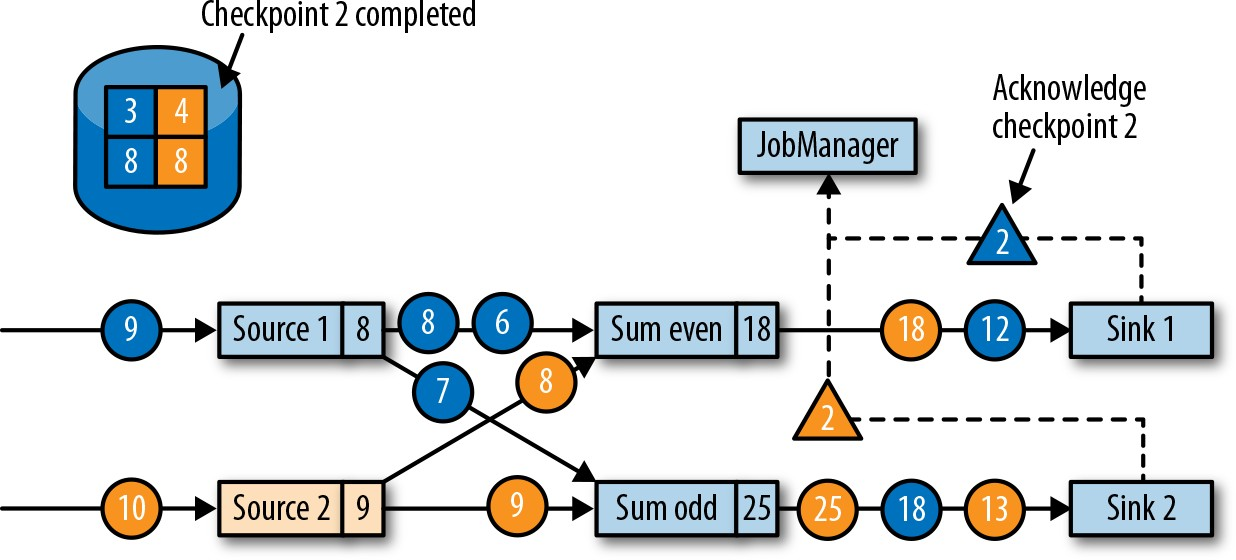 Checkpoint 2 completed
3 4
8 8
Acknowledge
checkpoint 2
JobManager
2
9
Source 1 8
8
6
Sum even 18
18
12
Sink 1
8
7
2
10
Source 2 9
9
Sum odd 25
25
18
13
Sink 2